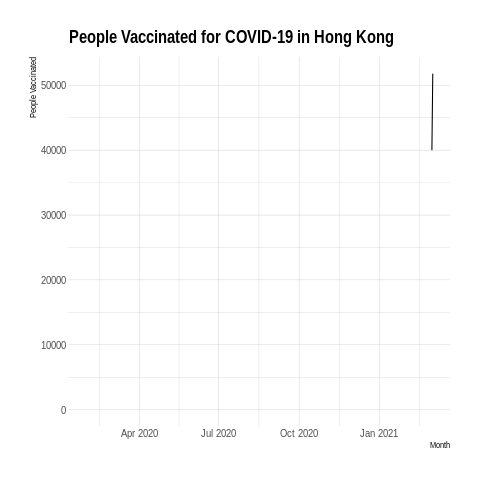 People Vaccinated for COVID-19 in Hong Kong
People Vaccinated
50000
40000
30000
20000
10000
0
Apr 2020 Jul 2020 Oct 2020 Jan 2021
Month